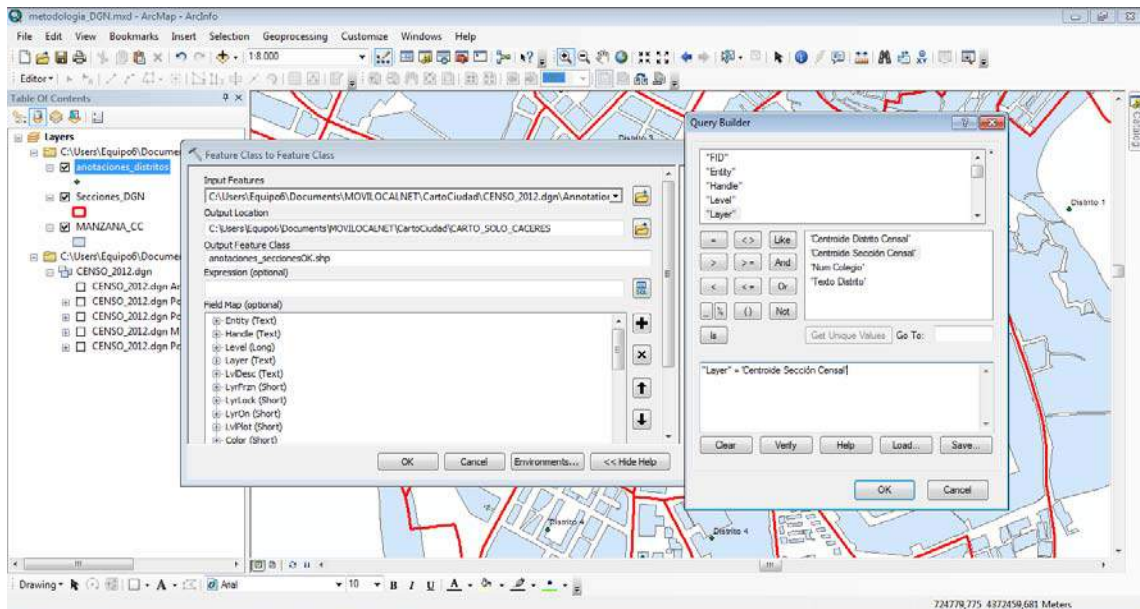 metodologia_DGN.mxd - ArcMap - ArcInfo
File Edit View Bookmarks Insert Selection Geoprocessing Customize Windows Help
1:8.000
Editor
Table Of Contents
Layers
C:\Users\Equipo6\Docume
anotaciones_distritos
Secciones_DGN
MANZANA_CC
C:\Users\Equipo6\Docume
CENSO_2012.dgn
CENSO_2012.dgn An
CENSO_2012.dgn Po
CENSO_2012.dgn Po
CENSO_2012.dgn M
CENSO_2012.dgn Po
Feature Class to Feature Class
Input Features
C:\Users\Equipo6\Documents\MOVILOCALNET\CartoCiudad\CENSO_2012.dgn\Annotation
Output Location
C:\Users\Equipo6\Documents\MOVILOCALNET\CartoCiudad\CARTO_SOLO_CACERES
Output Feature Class
anotaciones_seccionesOK.shp
Expression (optional)
SQL
Field Map (optional)
Entity (Text)
Handle (Text)
Level (Long)
Layer (Text)
LvlDesc (Text)
LyrFrzn (Short)
LyrLock (Short)
LyrOn (Short)
LvlPlot (Short)
Color (Short)
OK Cancel Environments... << Hide Help
Query Builder
"FID"
"Entity"
"Handle"
"Level"
"Layer"
= <> Like
> >= And
< <= Or
_ % () Not
Is
'Centroide Distrito Censal'
'Centroide Sección Censal'
'Num Colegio'
'Texto Distrito'
Get Unique Values Go To:
"Layer" = 'Centroide Sección Censal'
Clear Verify Help Load... Save...
OK Cancel
Distrito 3
Distrito 1
Distrito 4
Distrito 4
Catalog
Drawing A Arial 10 B I U A
724779,775 4372459,681 Meters